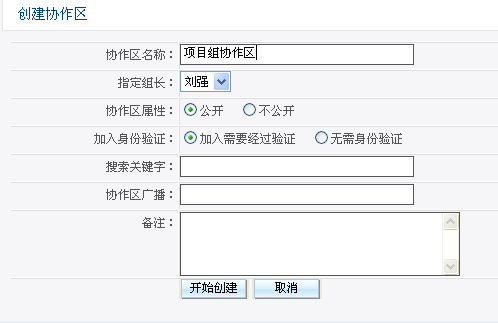 创建协作区
协作区名称： 项目组协作区
指定组长： 刘强
协作区属性： 公开 不公开
加入身份验证： 加入需要经过验证 无需身份验证
搜索关键字：
协作区广播：
备注：
开始创建 取消